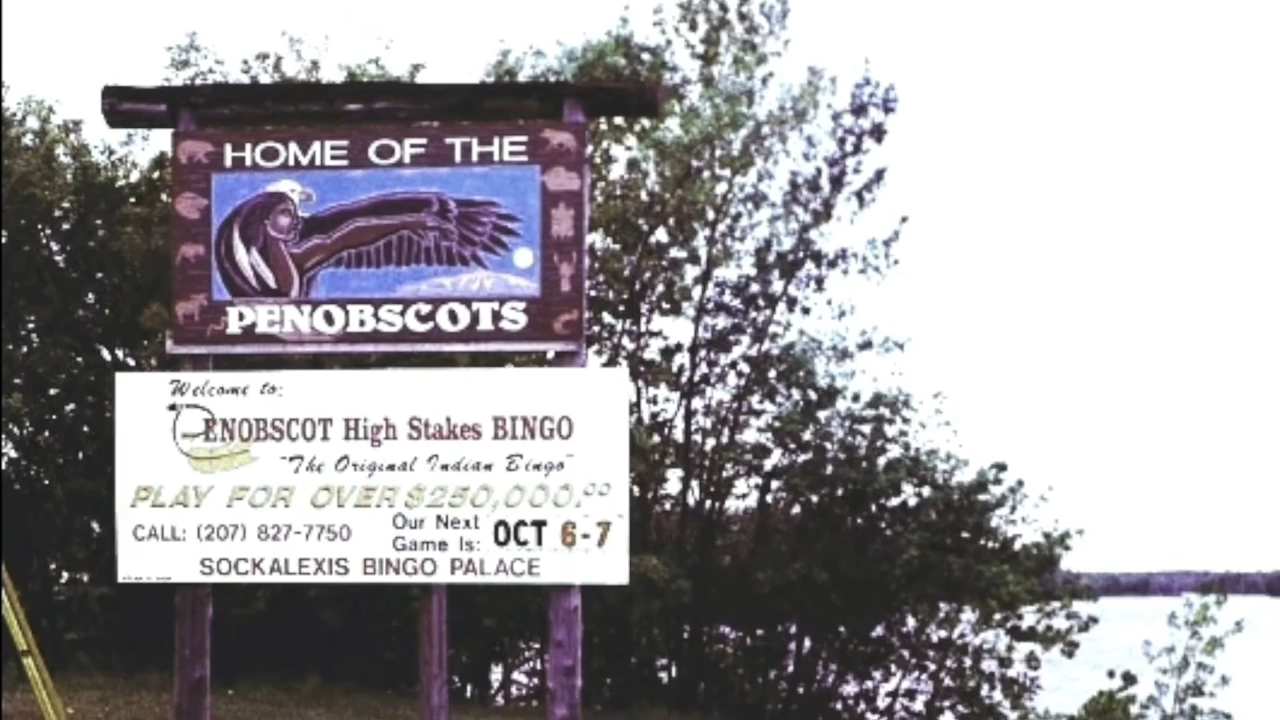 HOME OF THE
PENOBSCOTS
Welcome to:
PENOBSCOT High Stakes BINGO
"The Original Indian Bingo"
PLAY FOR OVER $250,000.00
CALL: (207) 827-7750
Our Next
Game Is: OCT 6-7
SOCKALEXIS BINGO PALACE